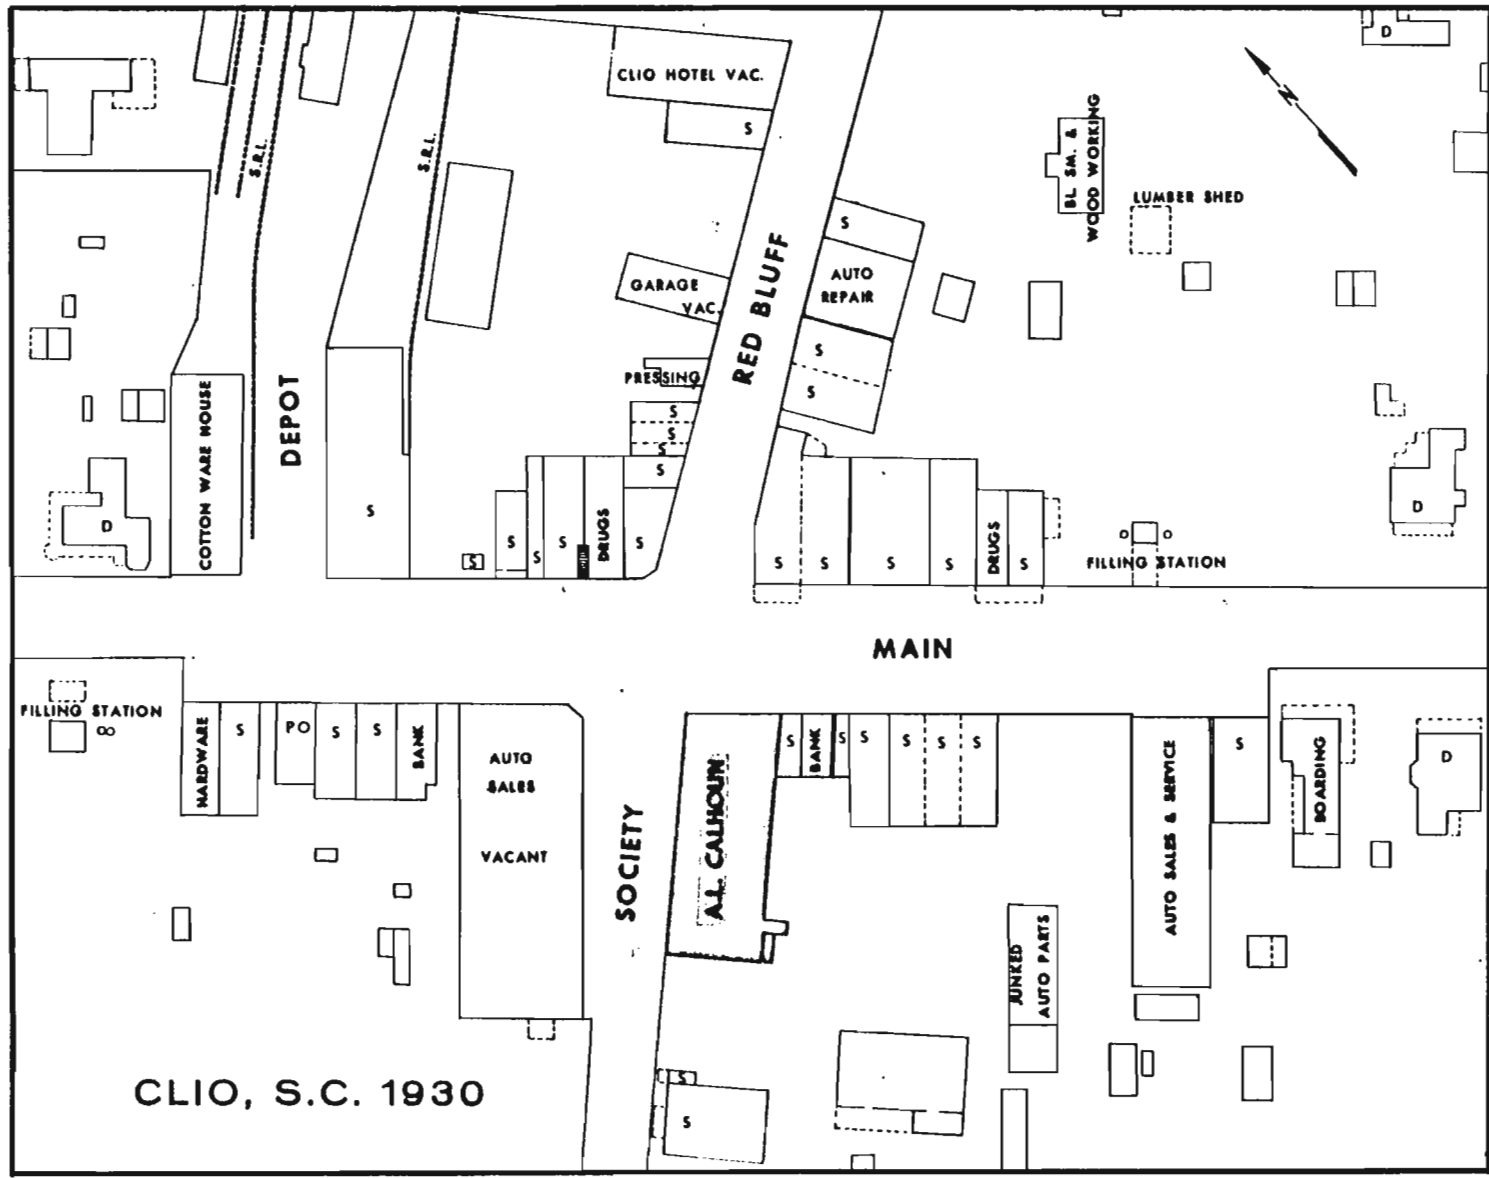 D
CLIO HOTEL VAC.
S
N
BL. SM. &
WOOD WORKING
LUMBER SHED
S.R.L.
S.R.L.
S
AUTO
REPAIR
GARAGE
VAC.
RED BLUFF
S
S
PRESSING
S
S
S
S
DEPOT
COTTON WARE HOUSE
D
S
S
S
S
S
DRUGS
S
S
S
S
S
DRUGS
S
FILLING STATION
D
MAIN
FILLING STATION
HARDWARE
S
PO
S
S
BANK
AUTO
SALES
VACANT
SOCIETY
A.L. CALHOUN
S
BANK
S
S
S
S
S
AUTO SALES & SERVICE
S
BOARDING
D
JUNKED
AUTO PARTS
S
S
CLIO, S.C. 1930